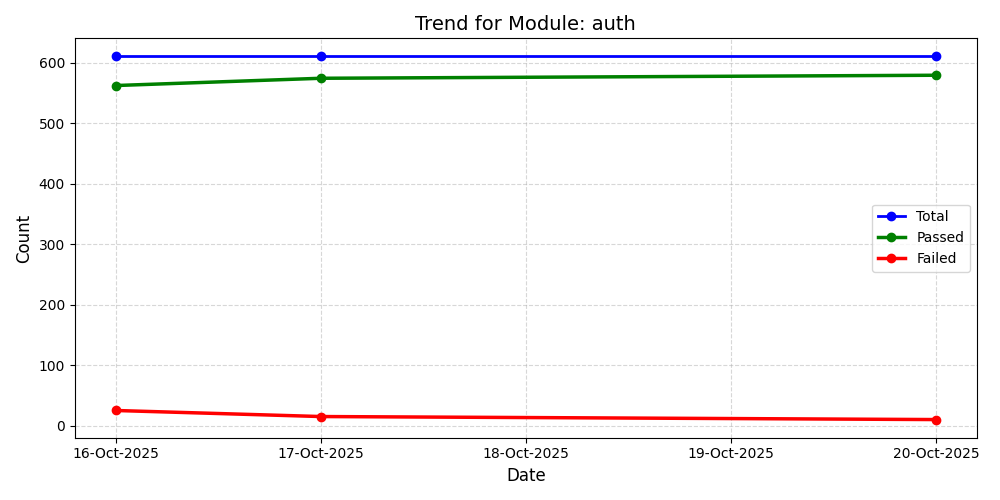 Trend for Module: auth
600
500
400
300
200
100
0
Count
Total
Passed
Failed
16-Oct-2025 17-Oct-2025 18-Oct-2025 19-Oct-2025 20-Oct-2025
Date